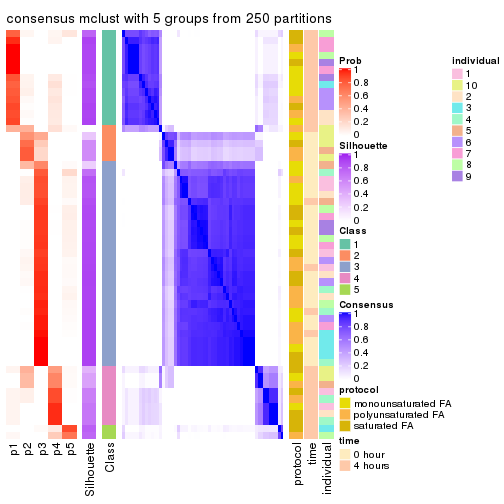 consensus mclust with 5 groups from 250 partitions
Prob
1
0.8
0.6
0.4
0.2
0
Silhouette
1
0.8
0.6
0.4
0.2
0
Class
1
2
3
4
5
Consensus
1
0.8
0.6
0.4
0.2
0
protocol
monounsaturated FA
polyunsaturated FA
saturated FA
time
0 hour
4 hours
individual
1
10
2
3
4
5
6
7
8
9
p1
p2
p3
p4
p5
Silhouette
Class
protocol
time
individual